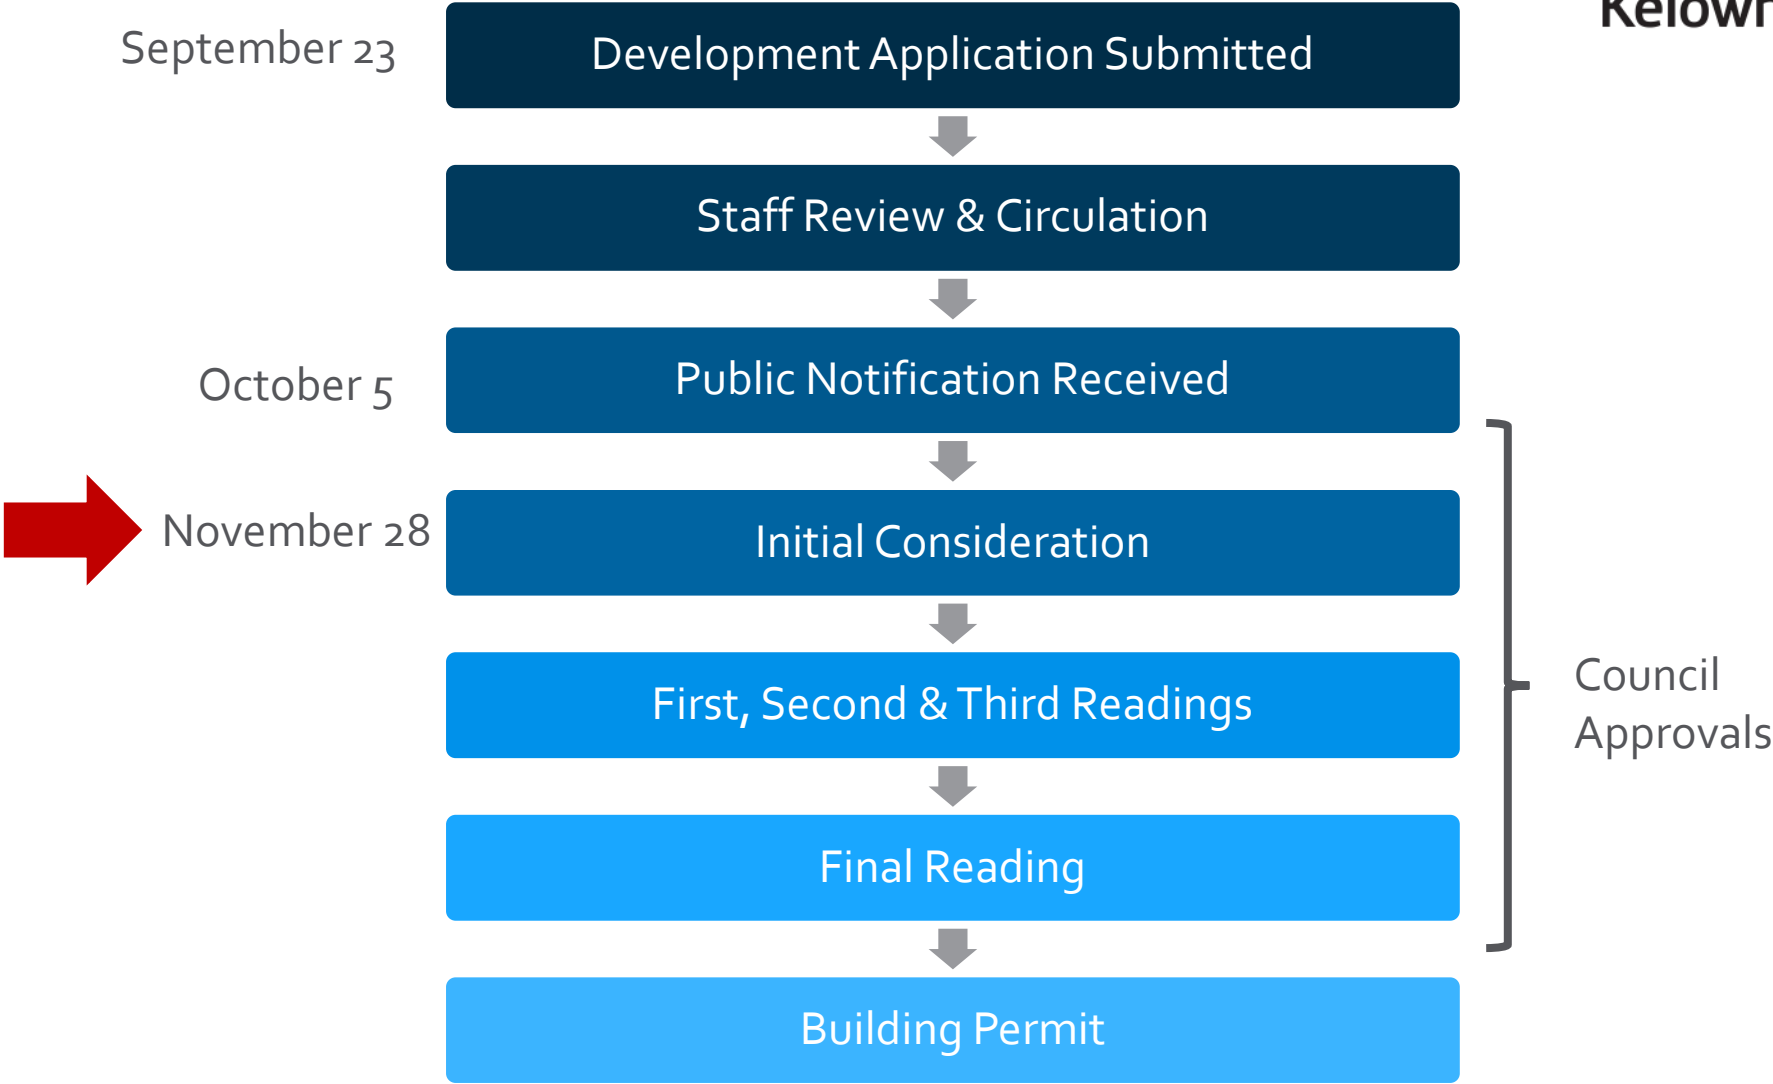 September 23
Development Application Submitted
Staff Review & Circulation
October 5
Public Notification Received
November 28
Initial Consideration
First, Second & Third Readings
Council
Approvals
Final Reading
Building Permit